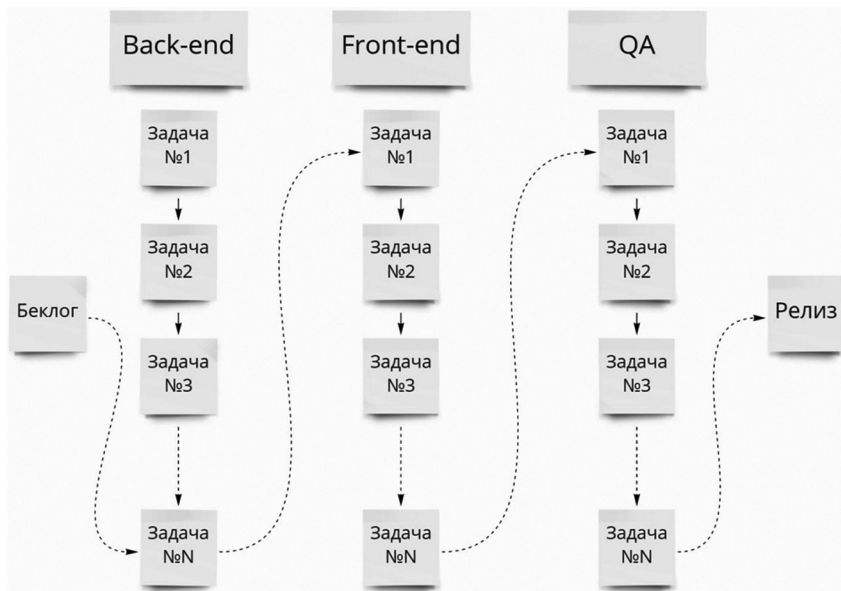 Back-end
Front-end
QA
Задача
№1
Задача
№1
Задача
№1
Задача
№2
Задача
№2
Задача
№2
Беклог
Релиз
Задача
№3
Задача
№3
Задача
№3
Задача
№N
Задача
№N
Задача
№N